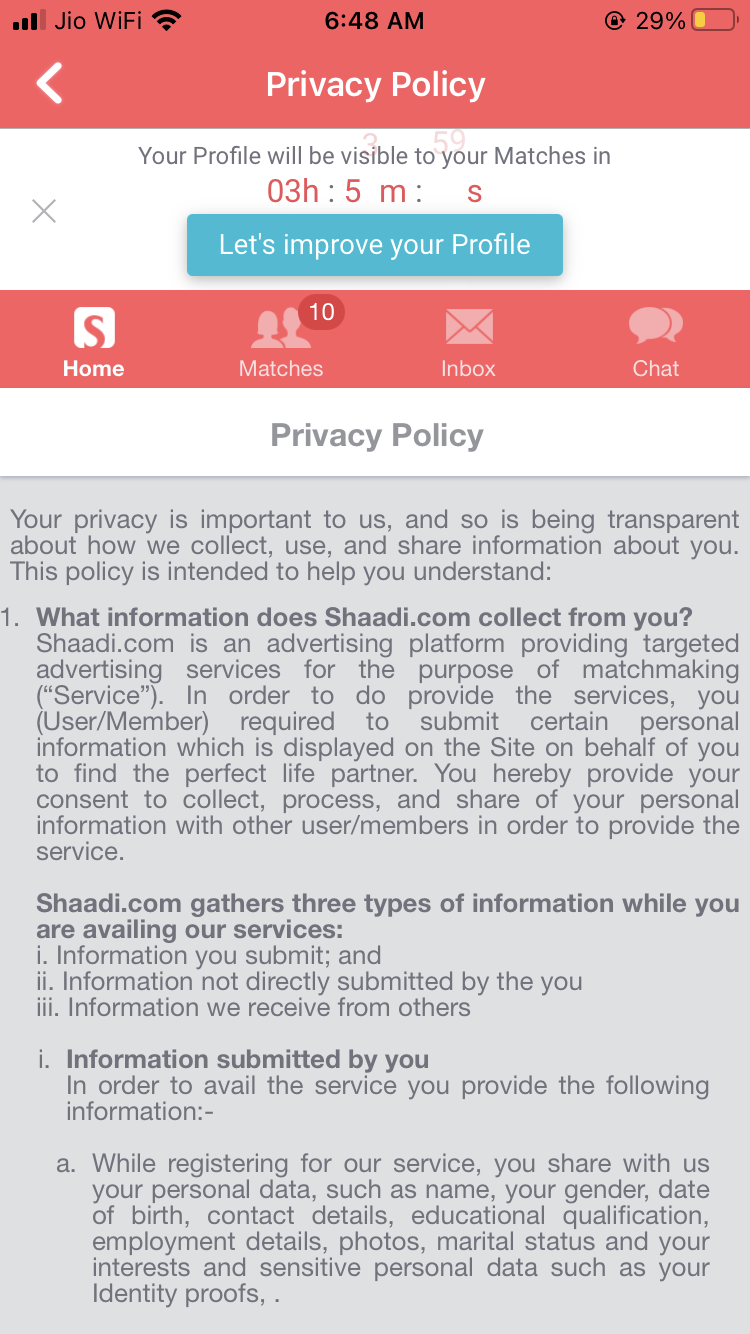 Jio WiFi 6:48 AM 29%
Privacy Policy
Your Profile will be visible to your Matches in
3 59
03h : 5 m : s
Let's improve your Profile
10
Home Matches Inbox Chat
Privacy Policy
Your privacy is important to us, and so is being transparent
about how we collect, use, and share information about you.
This policy is intended to help you understand:
1. What information does Shaadi.com collect from you?
Shaadi.com is an advertising platform providing targeted
advertising services for the purpose of matchmaking
(“Service”). In order to do provide the services, you
(User/Member) required to submit certain personal
information which is displayed on the Site on behalf of you
to find the perfect life partner. You hereby provide your
consent to collect, process, and share of your personal
information with other user/members in order to provide the
service.
Shaadi.com gathers three types of information while you
are availing our services:
i. Information you submit; and
ii. Information not directly submitted by the you
iii. Information we receive from others
i. Information submitted by you
In order to avail the service you provide the following
information:-
a. While registering for our service, you share with us
your personal data, such as name, your gender, date
of birth, contact details, educational qualification,
employment details, photos, marital status and your
interests and sensitive personal data such as your
Identity proofs, .